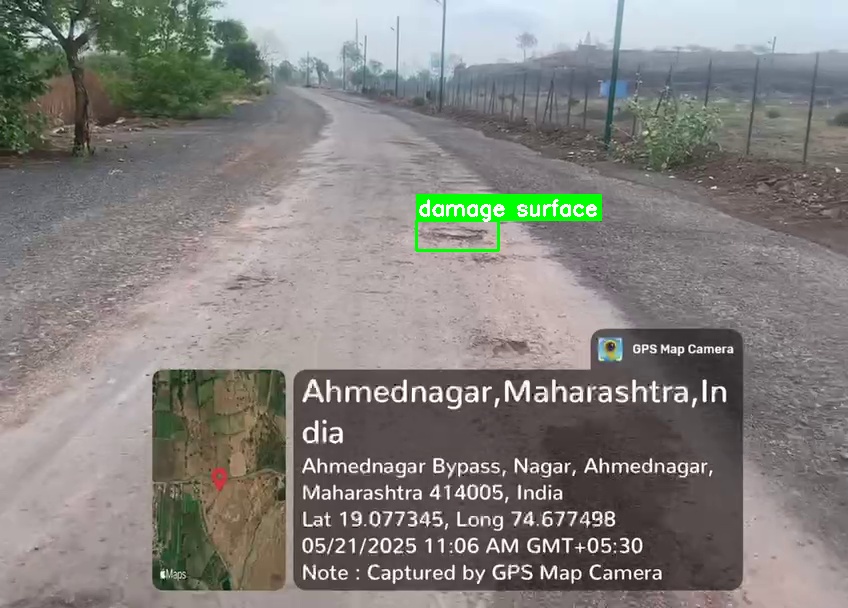 damage surface
GPS Map Camera
Ahmednagar,Maharashtra,In
dia
Ahmednagar Bypass, Nagar, Ahmednagar,
Maharashtra 414005, India
Lat 19.077345, Long 74.677498
05/21/2025 11:06 AM GMT+05:30
Note : Captured by GPS Map Camera
Maps